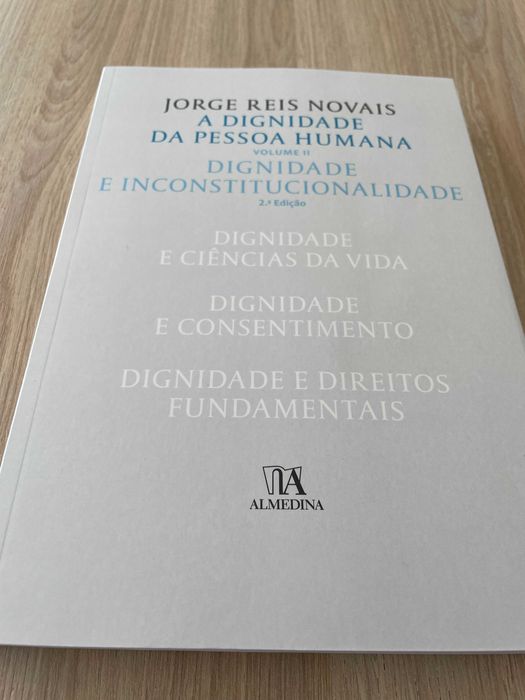 JORGE REIS NOVAIS
A DIGNIDADE
DA PESSOA HUMANA
VOLUME II
DIGNIDADE
E INCONSTITUCIONALIDADE
2.ª Edição
DIGNIDADE
E CIÊNCIAS DA VIDA
DIGNIDADE
E CONSENTIMENTO
DIGNIDADE E DIREITOS
FUNDAMENTAIS
ALMEDINA